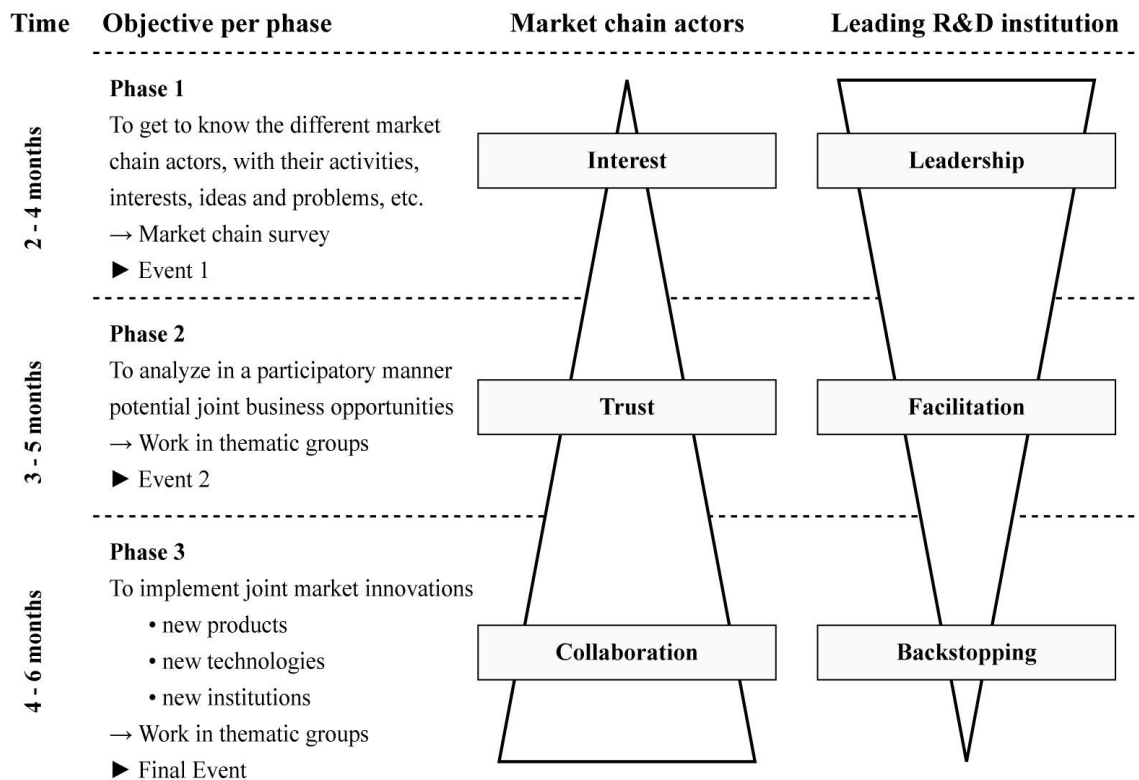 Time Objective per phase Market chain actors Leading R&D institution
2 - 4 months
Phase 1
To get to know the different market
chain actors, with their activities,
interests, ideas and problems, etc.
→ Market chain survey
► Event 1
Interest
Leadership
3 - 5 months
Phase 2
To analyze in a participatory manner
potential joint business opportunities
→ Work in thematic groups
► Event 2
Trust
Facilitation
4 - 6 months
Phase 3
To implement joint market innovations
• new products
• new technologies
• new institutions
→ Work in thematic groups
► Final Event
Collaboration
Backstopping